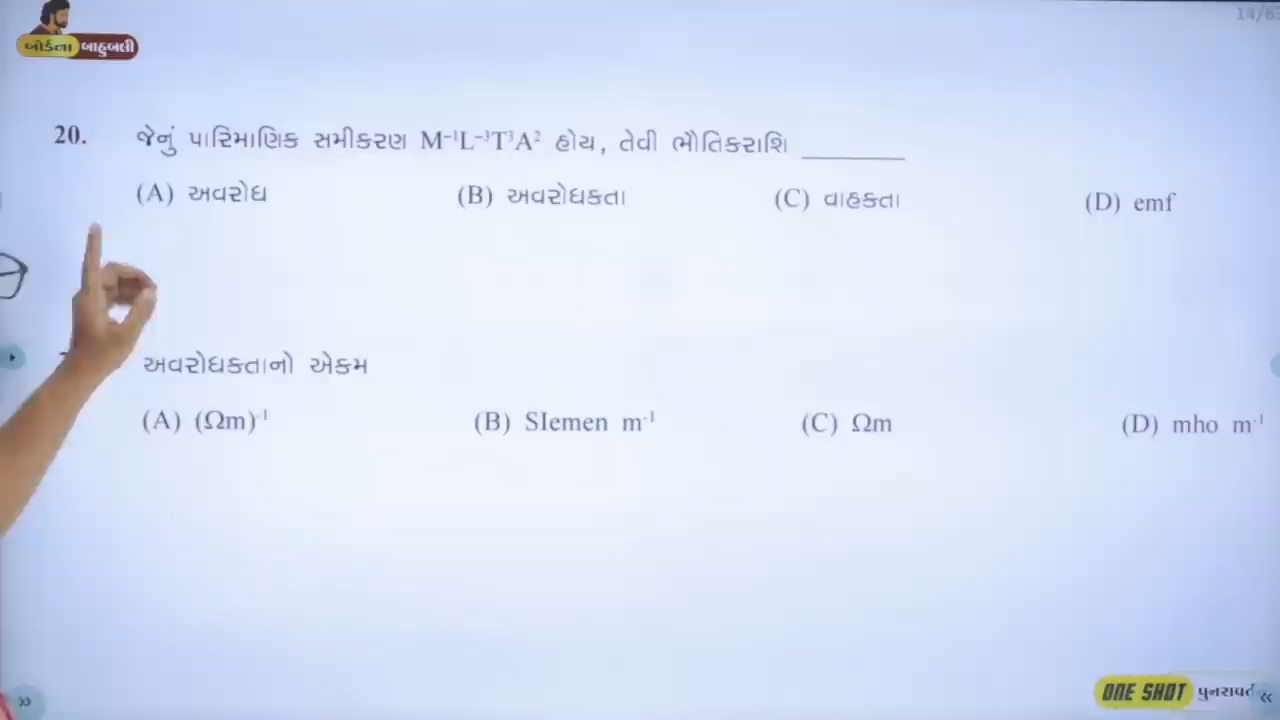 બોર્ડના બાહુબલી
20. જેનું પારિમાણિક સમીકરણ M⁻¹L⁻³T³A² હોય, તેવી ભૌતિકરાશિ ________
(A) અવરોધ (B) અવરોધકતા (C) વાહકતા (D) emf
અવરોધકતાનો એકમ
(A) (Ωm)⁻¹ (B) SIemen m⁻¹ (C) Ωm (D) mho m⁻¹
ONE SHOT